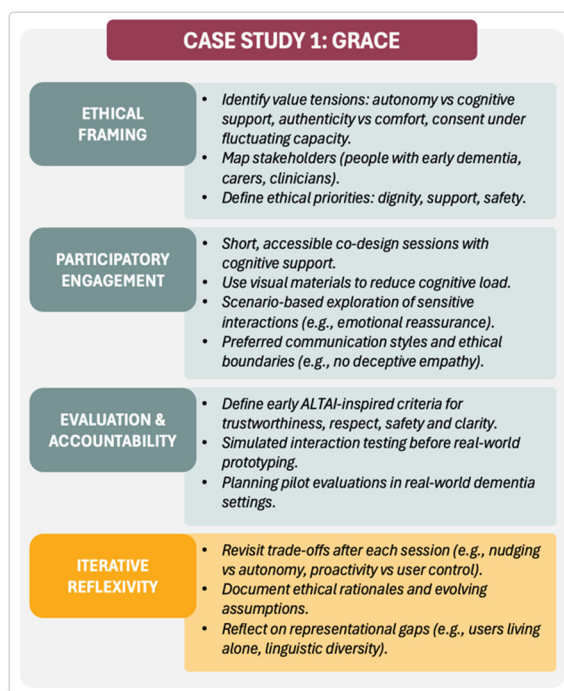 CASE STUDY 1: GRACE
ETHICAL
FRAMING
• Identify value tensions: autonomy vs cognitive
support, authenticity vs comfort, consent under
fluctuating capacity.
• Map stakeholders (people with early dementia,
carers, clinicians).
• Define ethical priorities: dignity, support, safety.
PARTICIPATORY
ENGAGEMENT
• Short, accessible co-design sessions with
cognitive support.
• Use visual materials to reduce cognitive load.
• Scenario-based exploration of sensitive
interactions (e.g., emotional reassurance).
• Preferred communication styles and ethical
boundaries (e.g., no deceptive empathy).
EVALUATION &
ACCOUNTABILITY
• Define early ALTAI-inspired criteria for
trustworthiness, respect, safety and clarity.
• Simulated interaction testing before real-world
prototyping.
• Planning pilot evaluations in real-world dementia
settings.
ITERATIVE
REFLEXIVITY
• Revisit trade-offs after each session (e.g., nudging
vs autonomy, proactivity vs user control).
• Document ethical rationales and evolving
assumptions.
• Reflect on representational gaps (e.g., users living
alone, linguistic diversity).